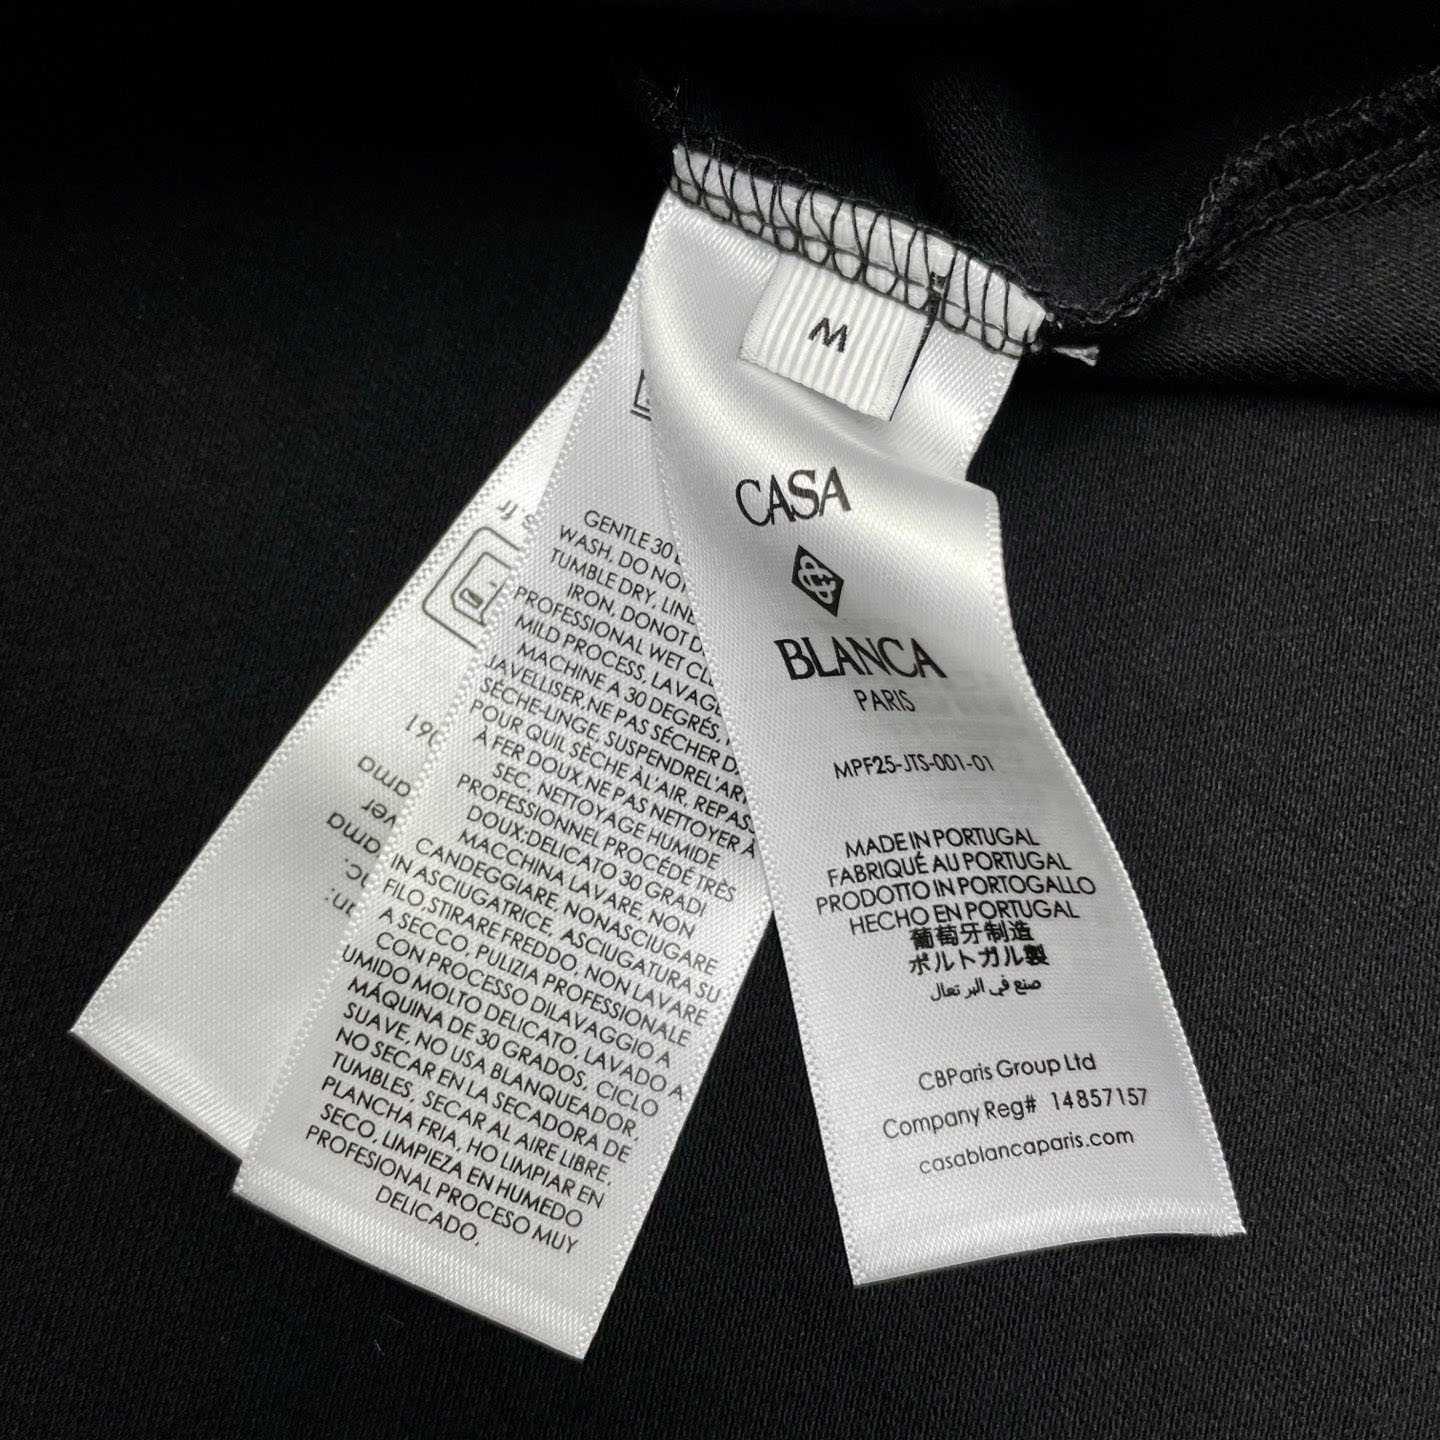 M
CASA
BLANCA
PARIS
MPF25-JTS-001-01
MADE IN PORTUGAL
FABRIQUÉ AU PORTUGAL
PRODOTTO IN PORTOGALLO
HECHO EN PORTUGAL
葡萄牙制造
ポルトガル製
صنع في البر تعال
CBParis Group Ltd
Company Reg# 14857157
casablancaparis.com
GENTLE 30
WASH, DO NOT
TUMBLE DRY, LINE
IRON, DONOT
PROFESSIONAL WET
MILD PROCESS, LAVAGE
MACHINE A 30 DEGRÉS,
JAVELLISER,NE PAS SÉCHER
SÈCHE-LINGE, SUSPENDREL'ART
POUR QUIL SÈCHE ÀL'AIR, REPASS
À FER DOUX,NE PAS NETTOYER À
SEC, NETTOYAGE HUMIDE
PROFESSIONNEL PROCÉDÉ TRÈS
DOUX;DELICATO 30 GRADI
MACCHINA LAVARE, NON
CANDEGGIARE, NONASCIUGARE
IN ASCIUGATRICE, ASCIUGATURA SU
FILO,STIRARE FREDDO, NON LAVARE
A SECCO, PULIZIA PROFESSIONALE
CON PROCESSO DILAVAGGIO A
UMIDO MOLTO DELICATO, LAVADO A
MÁQUINA DE 30 GRADOS, CICLO
SUAVE, NO USA BLANQUEADOR,
NO SECAR EN LA SECADORA DE
TUMBLES, SECAR AL AIRE LIBRE,
PLANCHA FRIA, HO LIMPIAR EN
SECO, LIMPIEZA EN HUMEDO
PROFESIONAL PROCESO MUY
DELICADO,